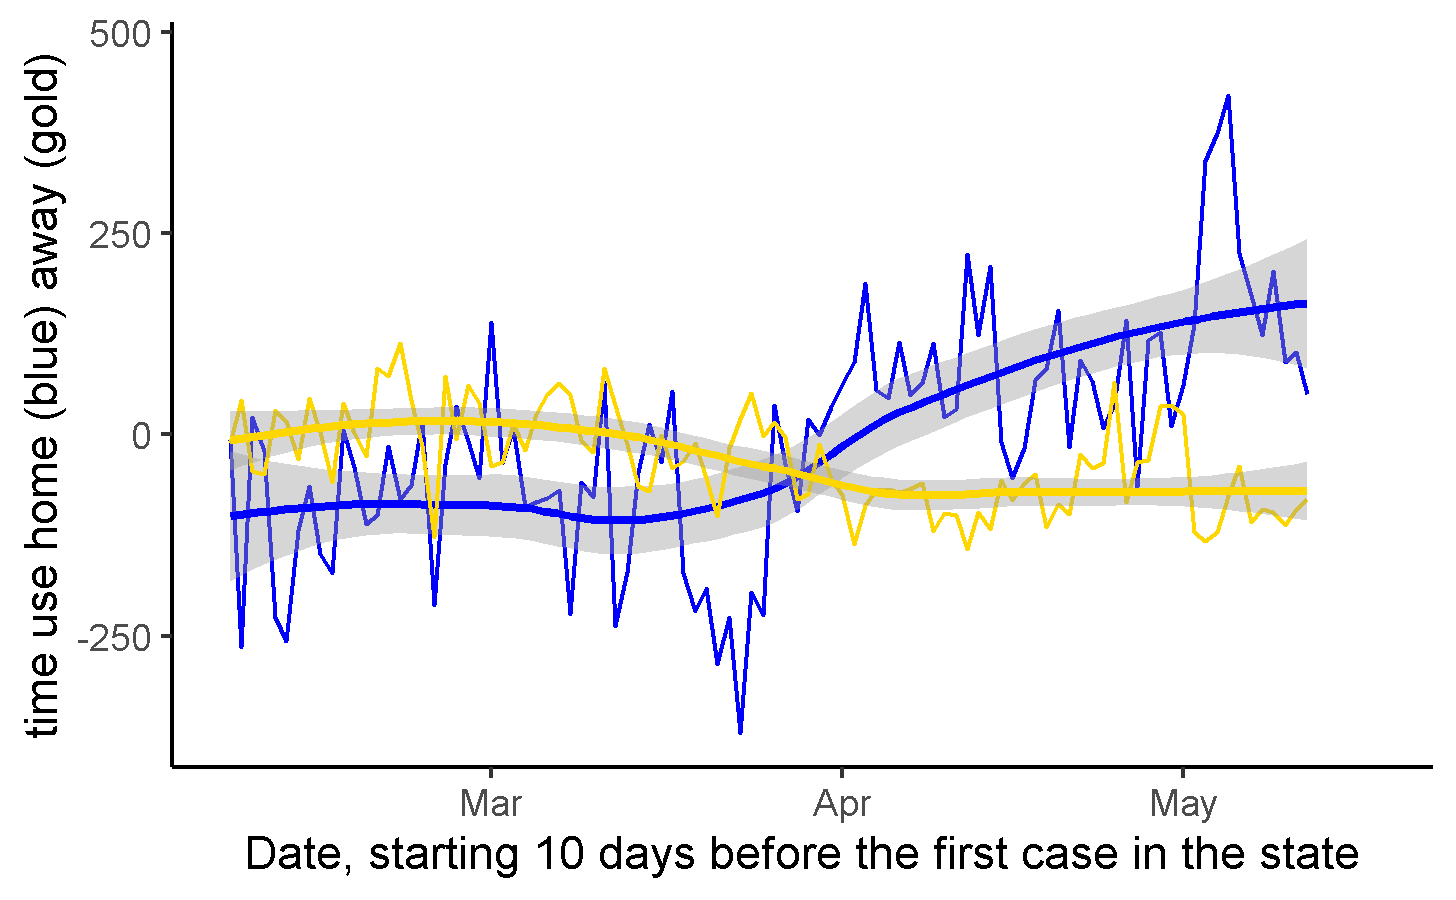 time use home (blue) away (gold)
500
250
0
-250
Mar
Apr
May
Date, starting 10 days before the first case in the state